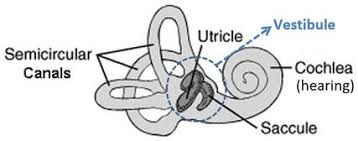 Semicircular
Canals
Utricle
Vestibule
Cochlea
(hearing)
Saccule